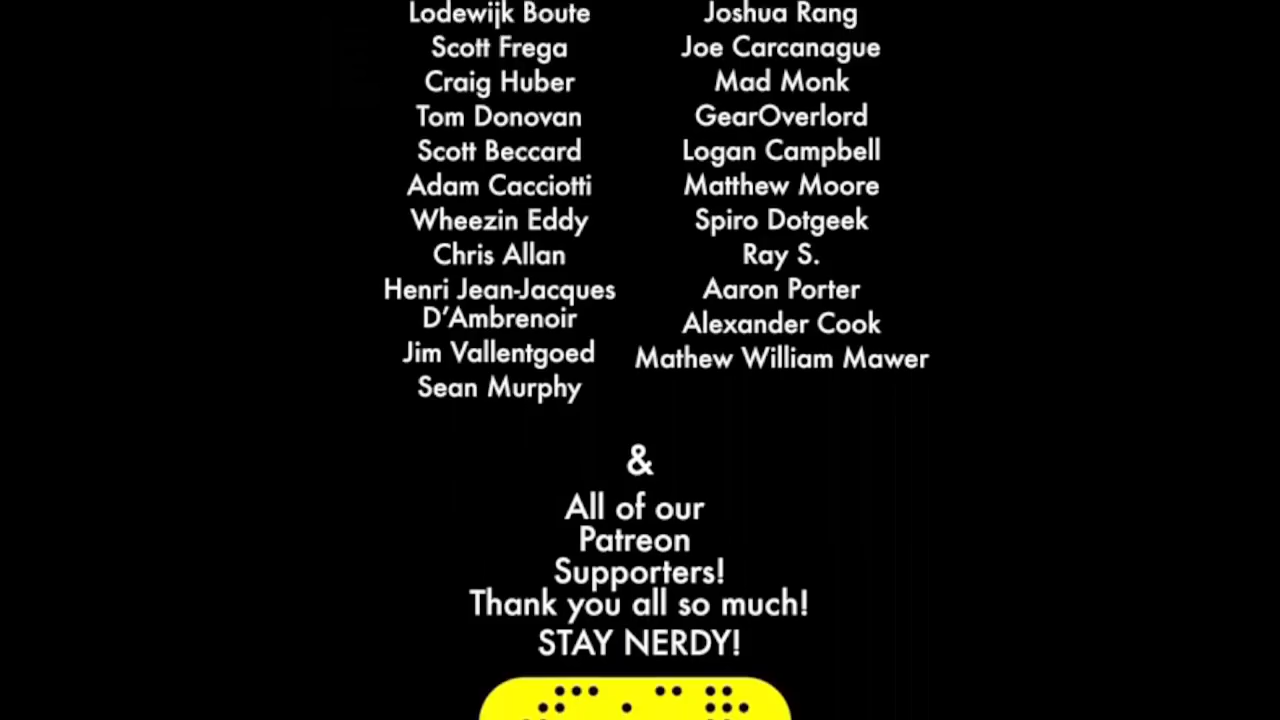 Lodewijk Boute
Scott Frega
Craig Huber
Tom Donovan
Scott Beccard
Adam Cacciotti
Wheezin Eddy
Chris Allan
Henri Jean-Jacques
D’Ambrenoir
Jim Vallentgoed
Sean Murphy
Joshua Rang
Joe Carcanague
Mad Monk
GearOverlord
Logan Campbell
Matthew Moore
Spiro Dotgeek
Ray S.
Aaron Porter
Alexander Cook
Mathew William Mawer
&
All of our
Patreon
Supporters!
Thank you all so much!
STAY NERDY!